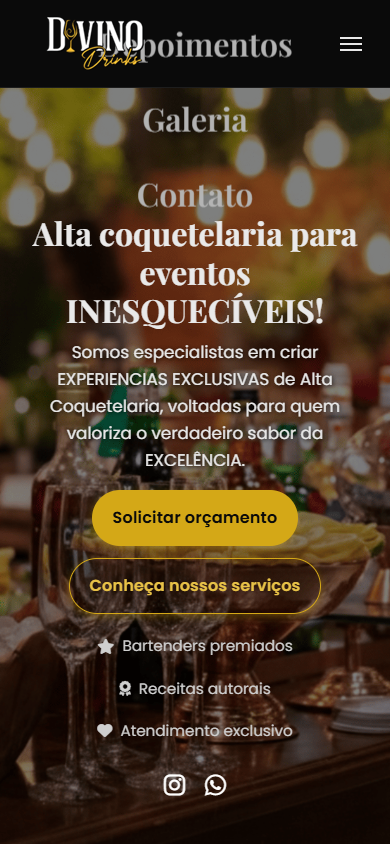 DIVINO
Drinks
Depoimentos
Galeria
Contato
Alta coquetelaria para
eventos
INESQUECÍVEIS!
Somos especialistas em criar
EXPERIENCIAS EXCLUSIVAS de Alta
Coquetelaria, voltadas para quem
valoriza o verdadeiro sabor da
EXCELÊNCIA.
Solicitar orçamento
Conheça nossos serviços
Bartenders premiados
Receitas autorais
Atendimento exclusivo